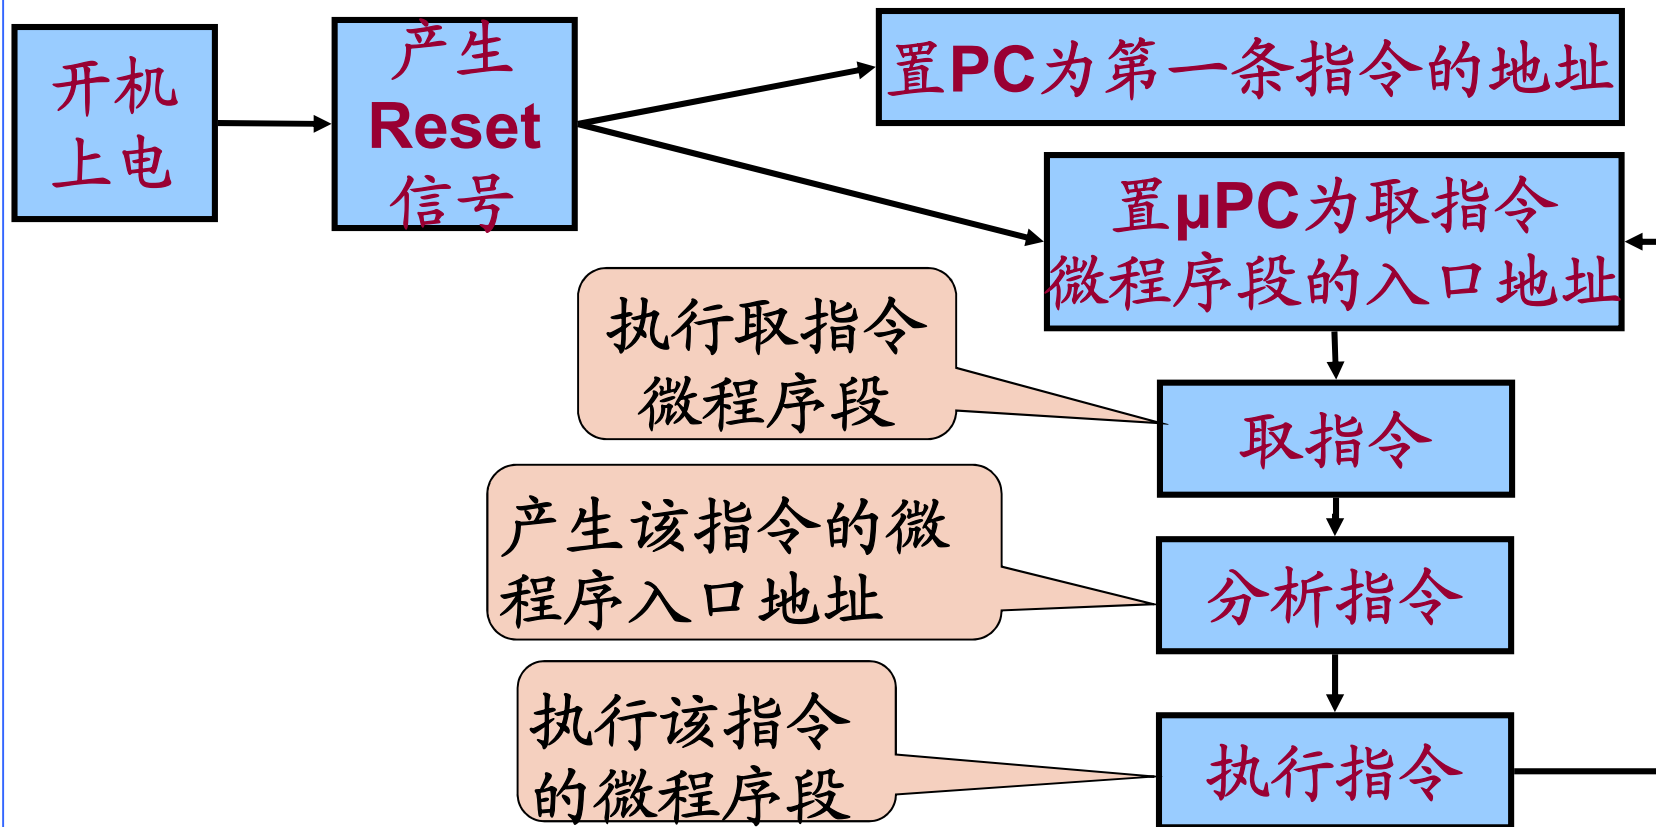 开机
上电
产生
Reset
信号
置PC为第一条指令的地址
置μPC为取指令
微程序段的入口地址
执行取指令
微程序段
取指令
产生该指令的微
程序入口地址
分析指令
执行该指令
的微程序段
执行指令